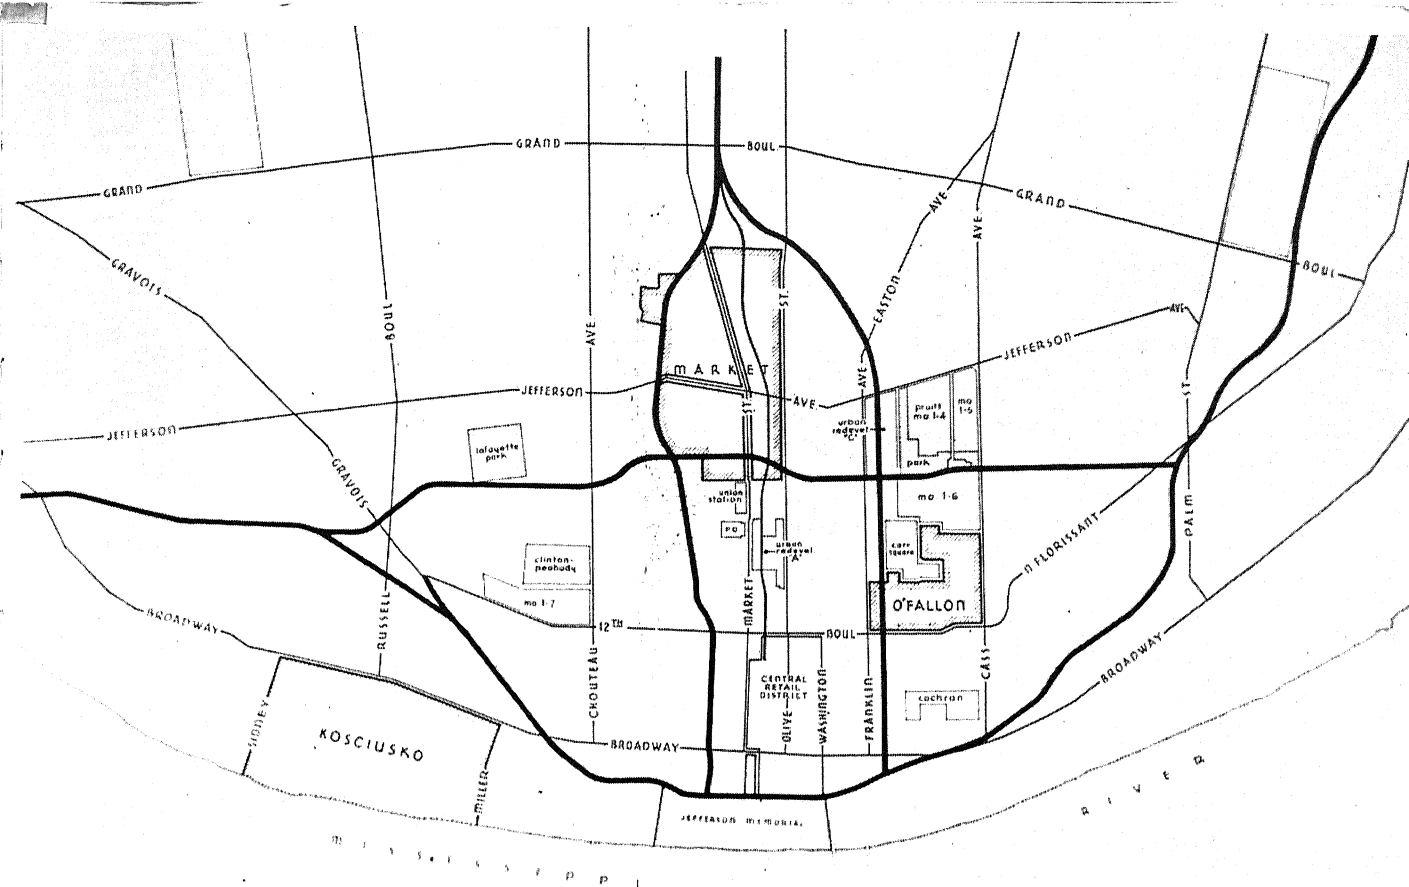 GRAND
BOUL
GRAND
GRAND
AVE.
AVE.
BOUL
GRAVOIS
BOUL
AVE
ST.
EASTON
JEFFERSON
AVE
MARKET
JEFFERSON
AVE.
ST.
AVE.
ST
JEFFERSON
lafayette
park
urban
redevel
"C"
pruitt
mo 1-4
mo
1-5
park
GRAVOIS
union
station
mo 1-6
PO
urban
redevel
"A"
carr
square
N FLORISSANT
PALM
clinton-
peabody
mo 1-7
MARKET
O'FALLON
BROADWAY
RUSSELL
12TH
BOUL
CHOUTEAU
CASS
BROADWAY
CENTRAL
RETAIL
DISTRICT
OLIVE
WASHINGTON
FRANKLIN
cochran
SIDNEY
KOSCIUSKO
BROADWAY
MILLER
JEFFERSON MEMORIAL
MISSISSIPPI
RIVER